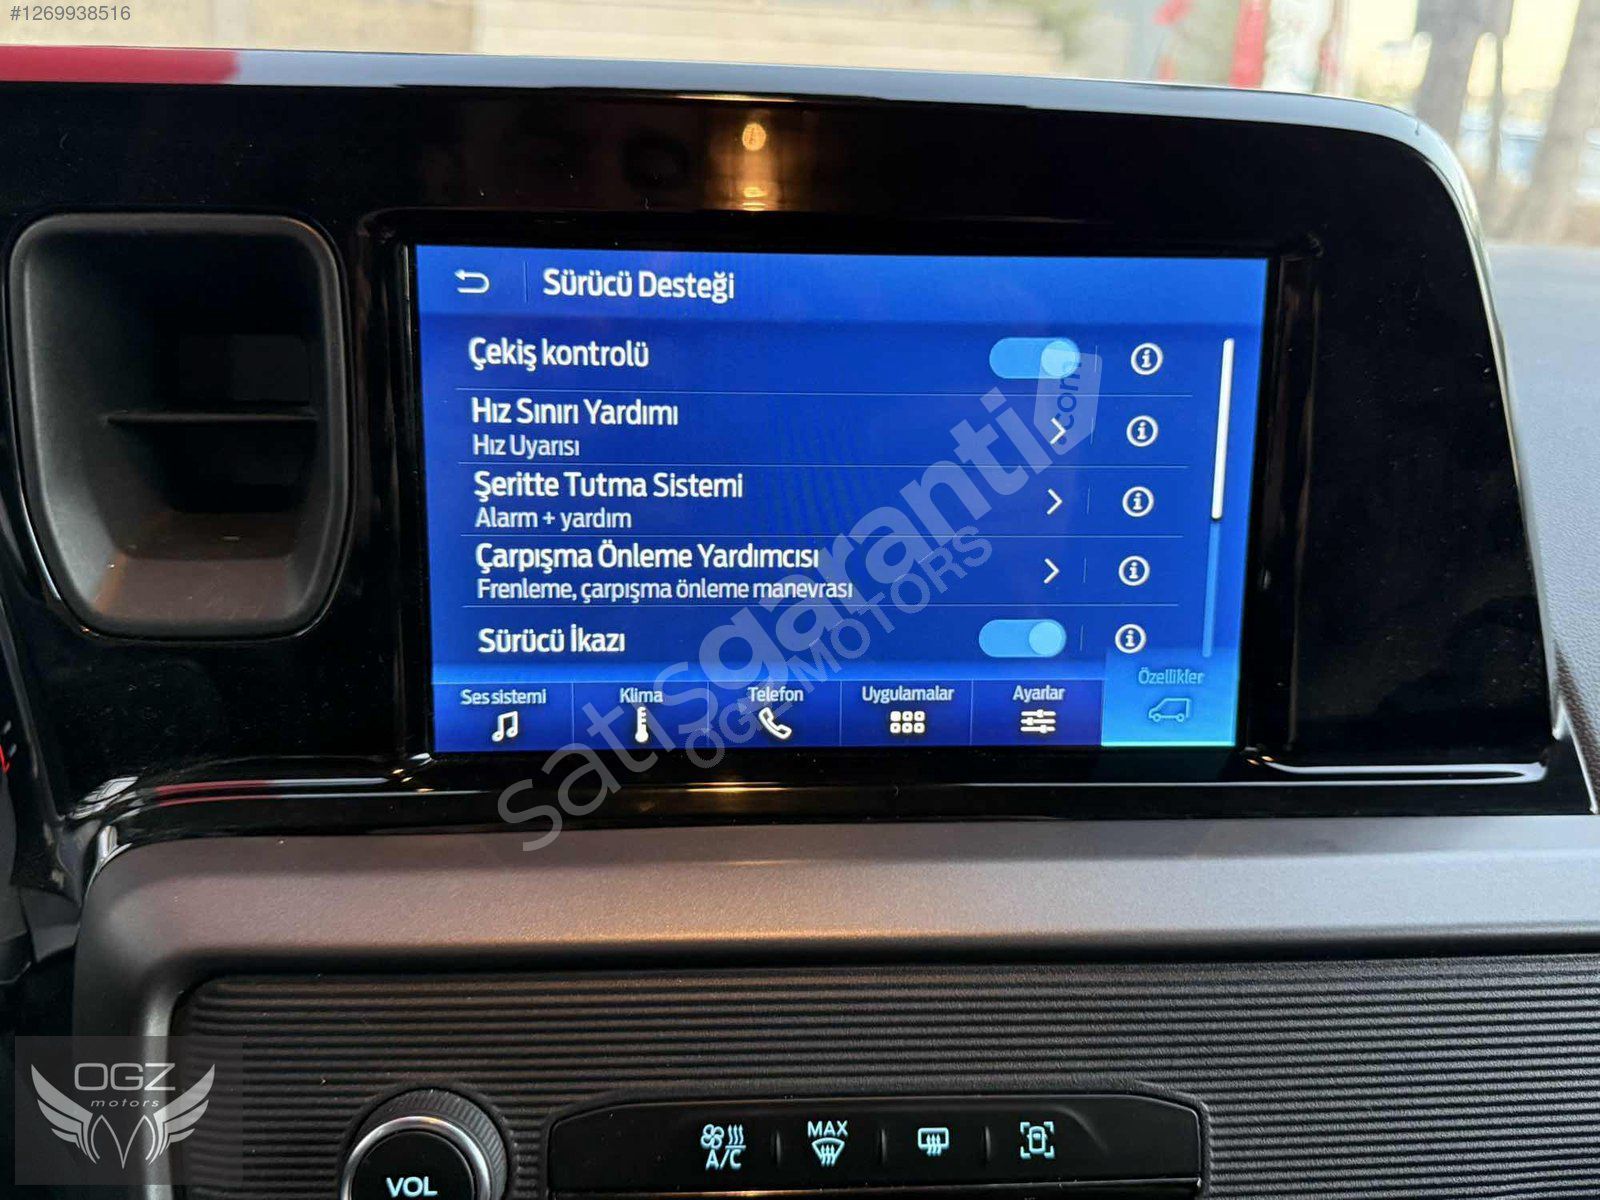 #1269938516
Sürücü Desteği
Çekiş kontrolü
Hız Sınırı Yardımı
Hız Uyarısı
Şeritte Tutma Sistemi
Alarm + yardım
Çarpışma Önleme Yardımcısı
Frenleme, çarpışma önleme manevrası
Sürücü İkazı
Ses sistemi
Klima
Telefon
Uygulamalar
Ayarlar
Özellikler
satısgaranti.com
OGZ MOTORS
OGZ
motors
A/C
MAX
VOL